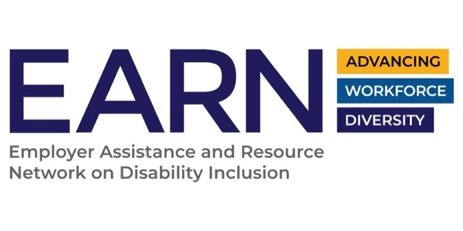 EARN
ADVANCING
WORKFORCE
DIVERSITY
Employer Assistance and Resource
Network on Disability Inclusion